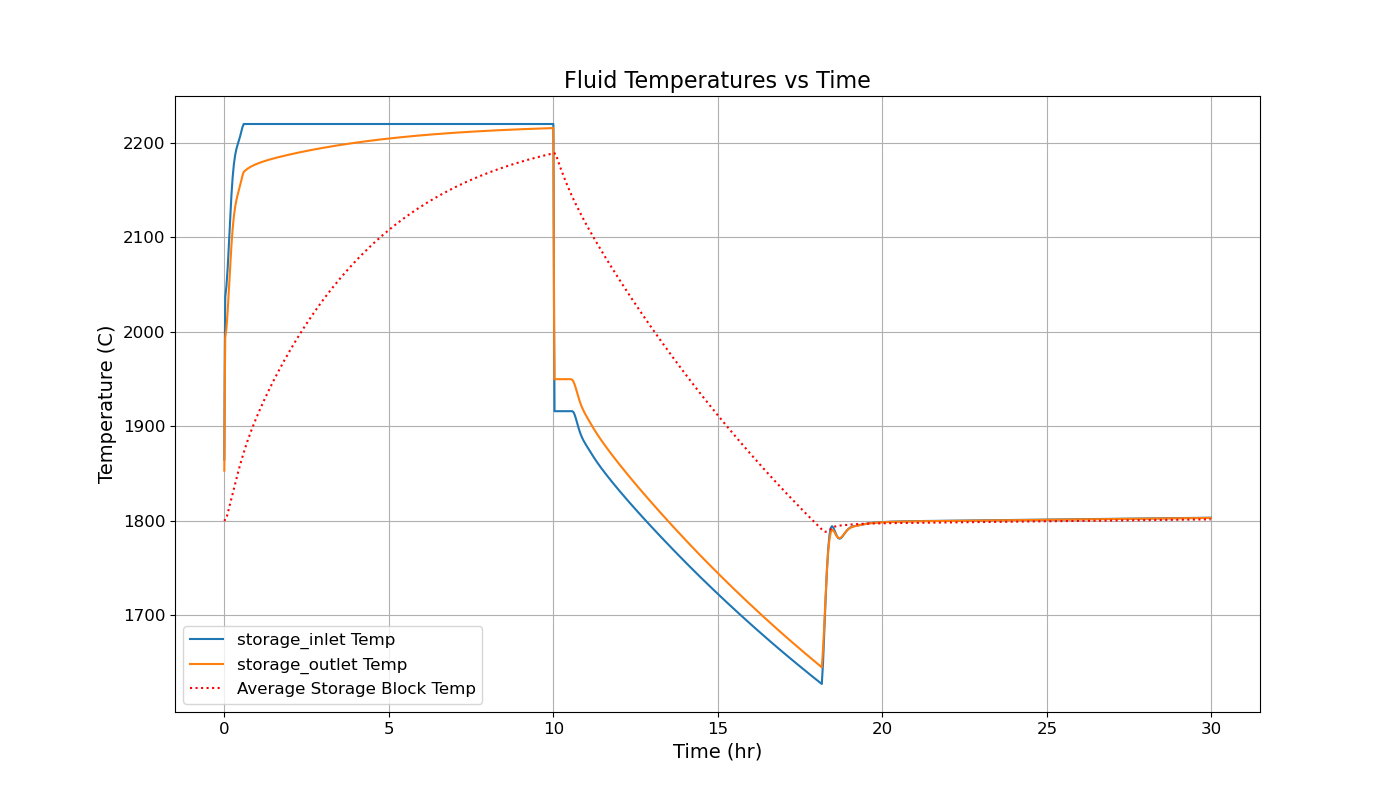 Fluid Temperatures vs Time
Temperature (C)
2200
2100
2000
1900
1800
1700
storage_inlet Temp
storage_outlet Temp
Average Storage Block Temp
0 5 10 15 20 25 30
Time (hr)